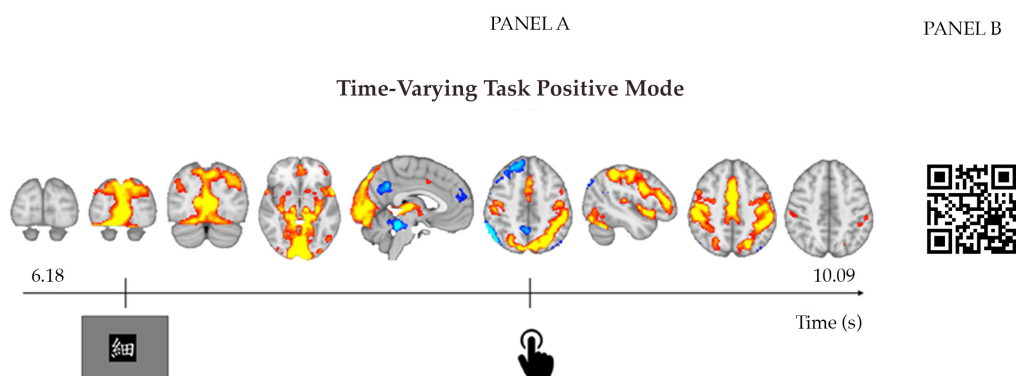 PANEL A
PANEL B
Time-Varying Task Positive Mode
6.18
10.09
Time (s)
細